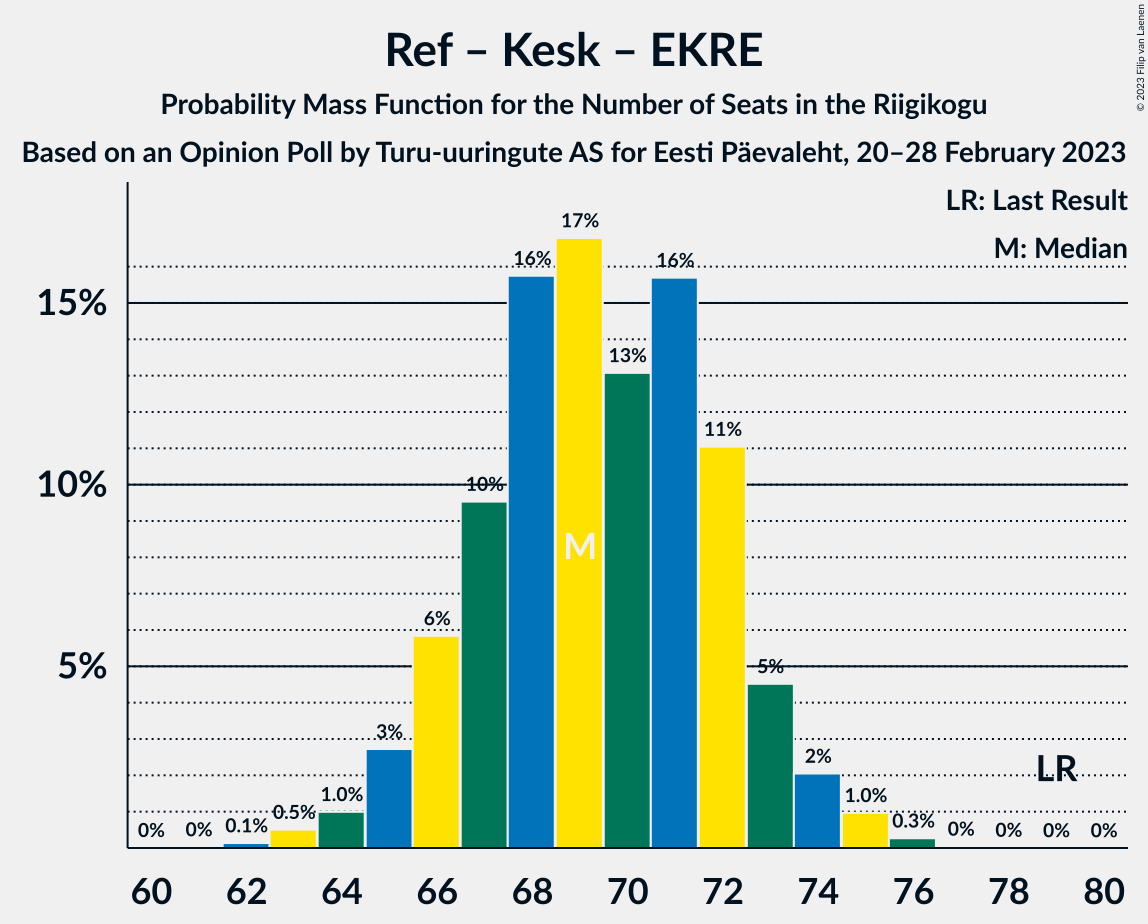 Ref – Kesk – EKRE
Probability Mass Function for the Number of Seats in the Riigikogu
Based on an Opinion Poll by Turu-uuringute AS for Eesti Päevaleht, 20–28 February 2023
© 2023 Filip van Laenen
LR: Last Result
M: Median
15%
10%
5%
0%
0%
0.1%
0.5%
1.0%
3%
6%
10%
16%
17%
13%
16%
11%
5%
2%
1.0%
0.3%
0%
0%
0%
0%
M
LR
60 62 64 66 68 70 72 74 76 78 80